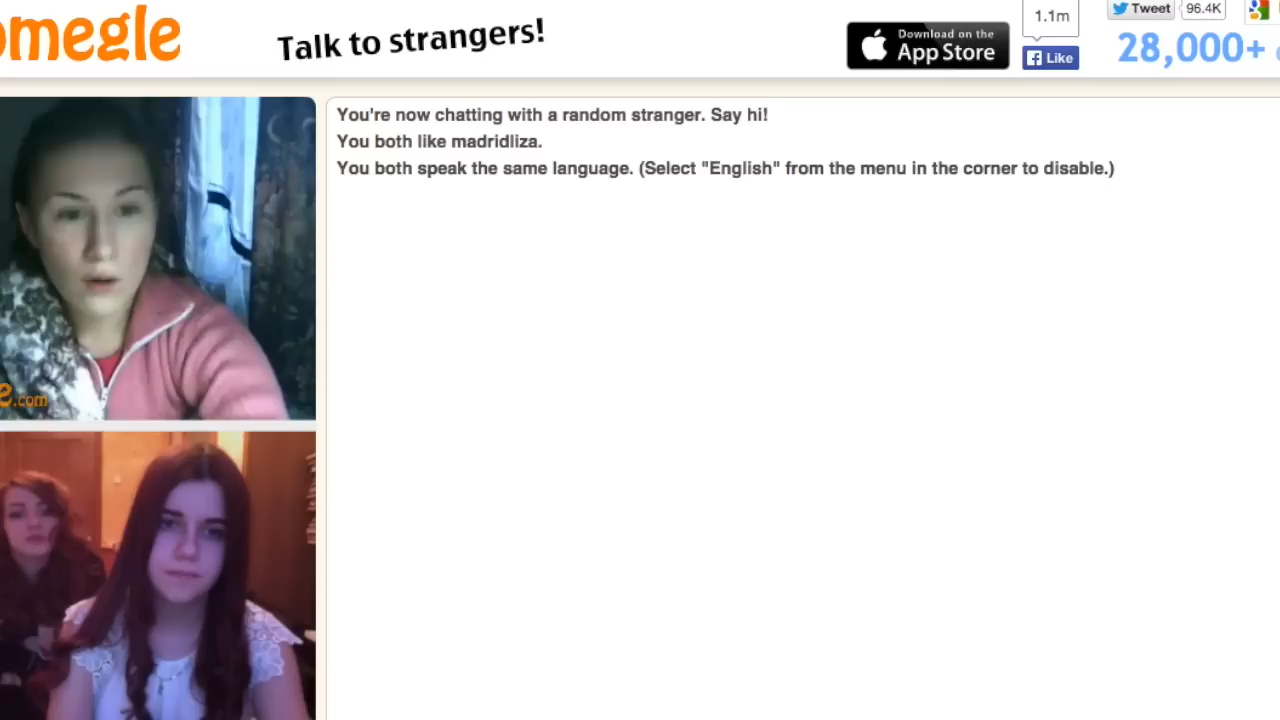 omegle
Talk to strangers!
Download on the
App Store
1.1m
Like
Tweet
96.4K
28,000+
You're now chatting with a random stranger. Say hi!
You both like madridliza.
You both speak the same language. (Select "English" from the menu in the corner to disable.)
e.com